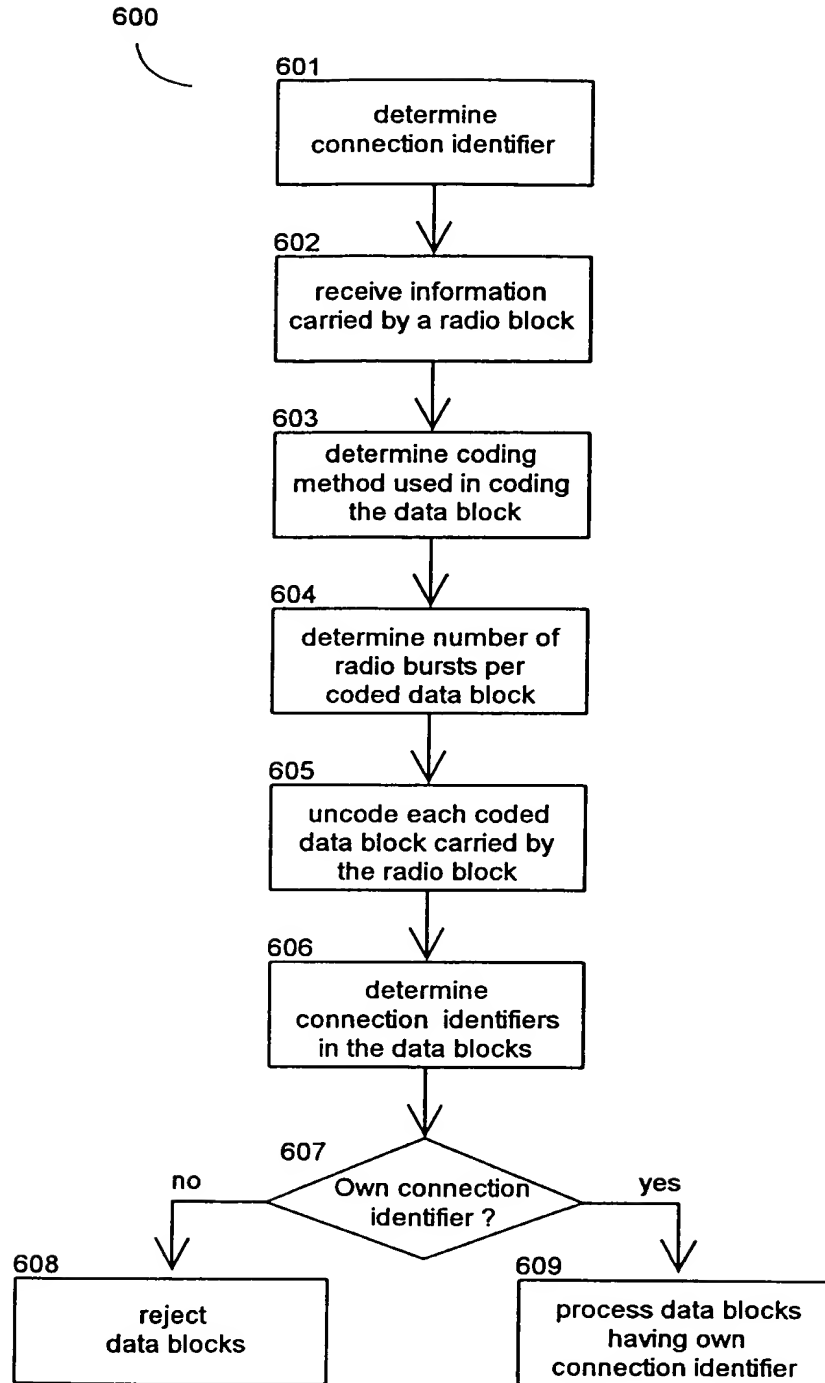 600
601
determine
connection identifier
602
receive information
carried by a radio block
603
determine coding
method used in coding
the data block
604
determine number of
radio bursts per
coded data block
605
uncode each coded
data block carried by
the radio block
606
determine
connection identifiers
in the data blocks
607
no
Own connection
identifier ?
yes
608
reject
data blocks
609
process data blocks
having own
connection identifier